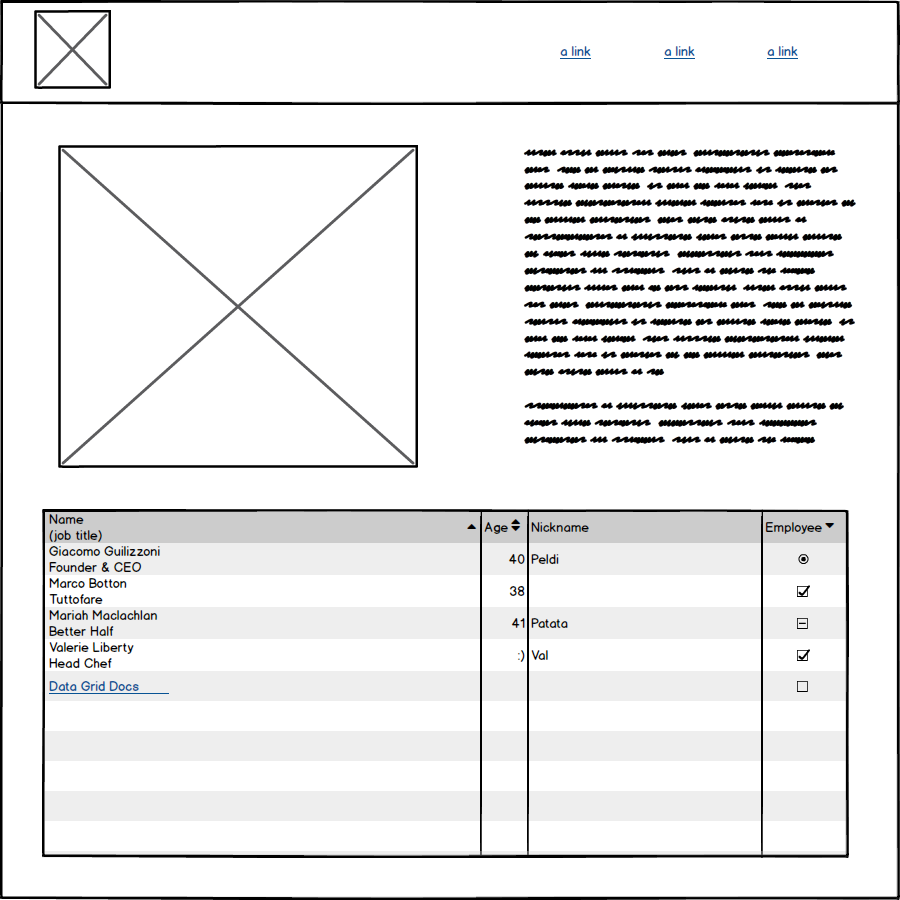 a link a link a link
Name
(job title)
Age Nickname Employee
Giacomo Guilizzoni
Founder & CEO
40 Peldi
Marco Botton
Tuttofare
38
Mariah Maclachlan
Better Half
41 Patata
Valerie Liberty
Head Chef
:) Val
Data Grid Docs